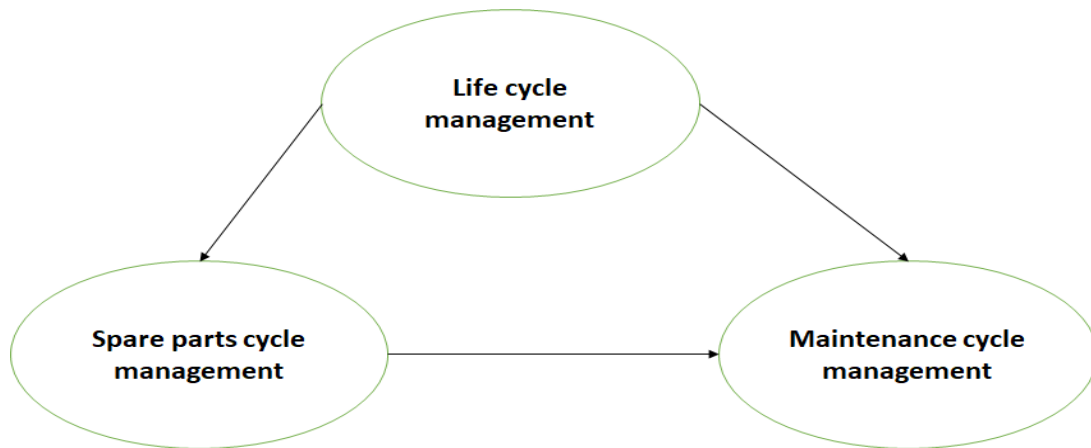 Life cycle
management
Spare parts cycle
management
Maintenance cycle
management